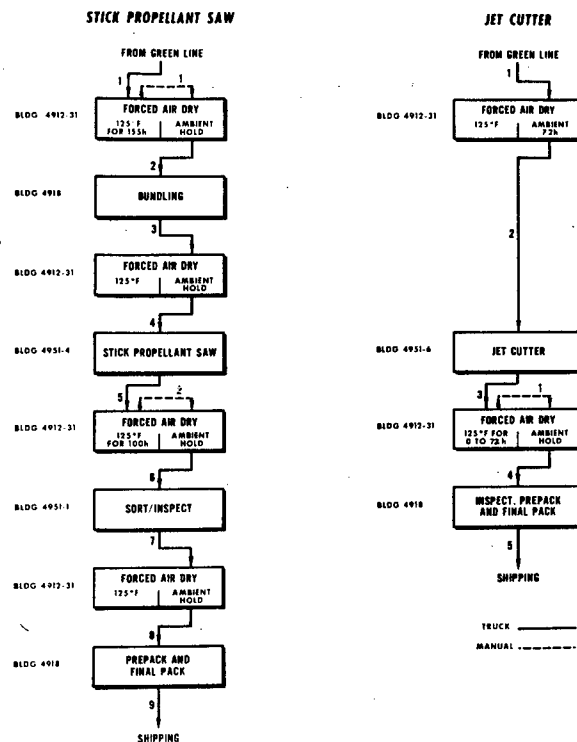 STICK PROPELLANT SAW
FROM GREEN LINE
1
1
BLDG 4912-31
FORCED AIR DRY
125°F FOR 155h
AMBIENT HOLD
2
BLDG 4918
BUNDLING
3
BLDG 4912-31
FORCED AIR DRY
125°F
AMBIENT HOLD
4
BLDG 4951-4
STICK PROPELLANT SAW
5
2
BLDG 4912-31
FORCED AIR DRY
125°F FOR 100h
AMBIENT HOLD
6
BLDG 4951-1
SORT/INSPECT
7
BLDG 4912-31
FORCED AIR DRY
125°F
AMBIENT HOLD
8
BLDG 4918
PREPACK AND
FINAL PACK
9
SHIPPING
JET CUTTER
FROM GREEN LINE
1
BLDG 4912-31
FORCED AIR DRY
125°F
AMBIENT 72h
2
BLDG 4951-6
JET CUTTER
3
1
BLDG 4912-31
FORCED AIR DRY
125°F FOR 0 TO 72h
AMBIENT HOLD
4
BLDG 4918
INSPECT, PREPACK
AND FINAL PACK
5
SHIPPING
TRUCK
MANUAL